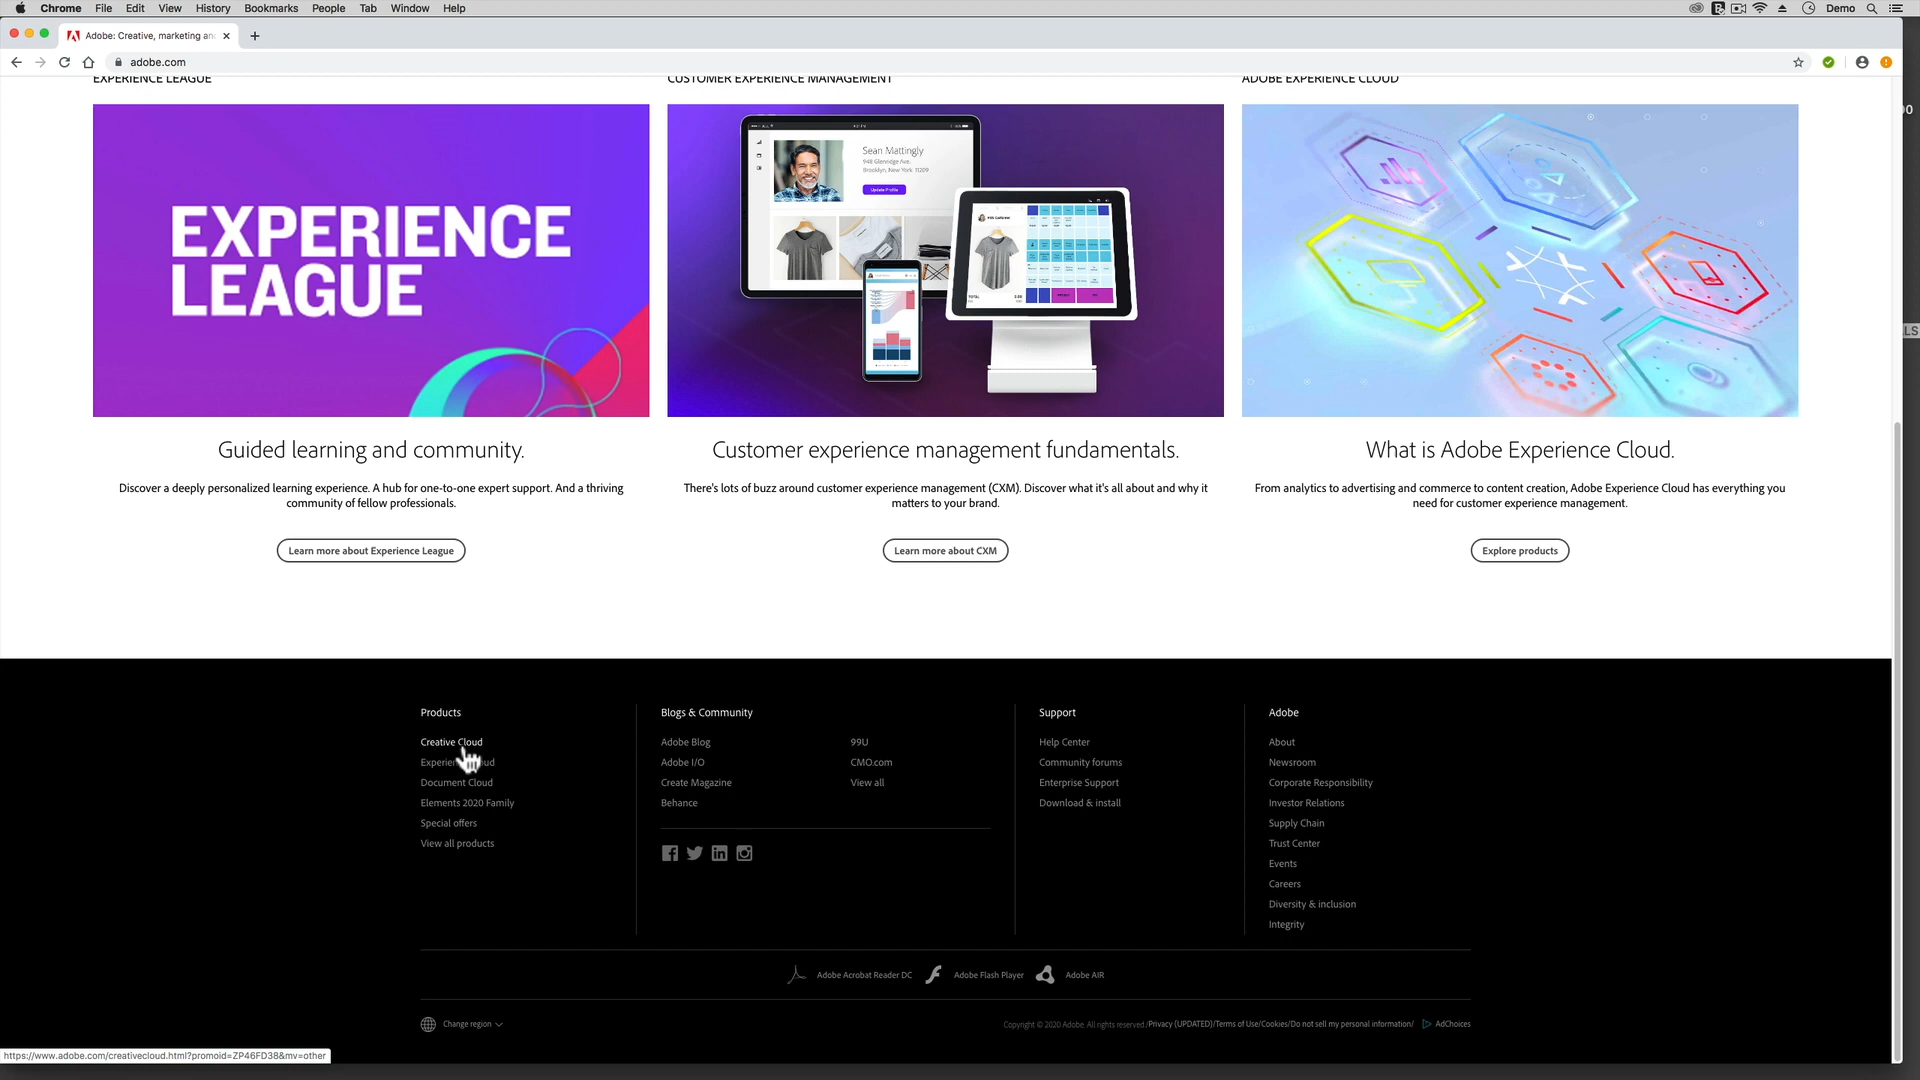 Chrome File Edit View History Bookmarks People Tab Window Help
Demo
Adobe: Creative, marketing an
adobe.com
EXPERIENCE LEAGUE
CUSTOMER EXPERIENCE MANAGEMENT
ADOBE EXPERIENCE CLOUD
EXPERIENCE
LEAGUE
Sean Mattingly
948 Glenridge Ave.
Brooklyn, New York 11209
Update Profile
LS
Guided learning and community.
Discover a deeply personalized learning experience. A hub for one-to-one expert support. And a thriving
community of fellow professionals.
Learn more about Experience League
Customer experience management fundamentals.
There's lots of buzz around customer experience management (CXM). Discover what it's all about and why it
matters to your brand.
Learn more about CXM
What is Adobe Experience Cloud.
From analytics to advertising and commerce to content creation, Adobe Experience Cloud has everything you
need for customer experience management.
Explore products
Products
Creative Cloud
Document Cloud
Elements 2020 Family
Special offers
View all products
Blogs & Community
Adobe Blog
Adobe I/O
Create Magazine
Behance
99U
CMO.com
View all
Support
Help Center
Community forums
Enterprise Support
Download & install
Adobe
About
Newsroom
Corporate Responsibility
Investor Relations
Supply Chain
Trust Center
Events
Careers
Diversity & inclusion
Integrity
Adobe Acrobat Reader DC
Adobe Flash Player
Adobe AIR
Change region
Copyright © 2020 Adobe. All rights reserved./Privacy (UPDATED)/Terms of Use/Cookies/Do not sell my personal information/ AdChoices
https://www.adobe.com/creativecloud.html?promoid=ZP46FD38&mv=other